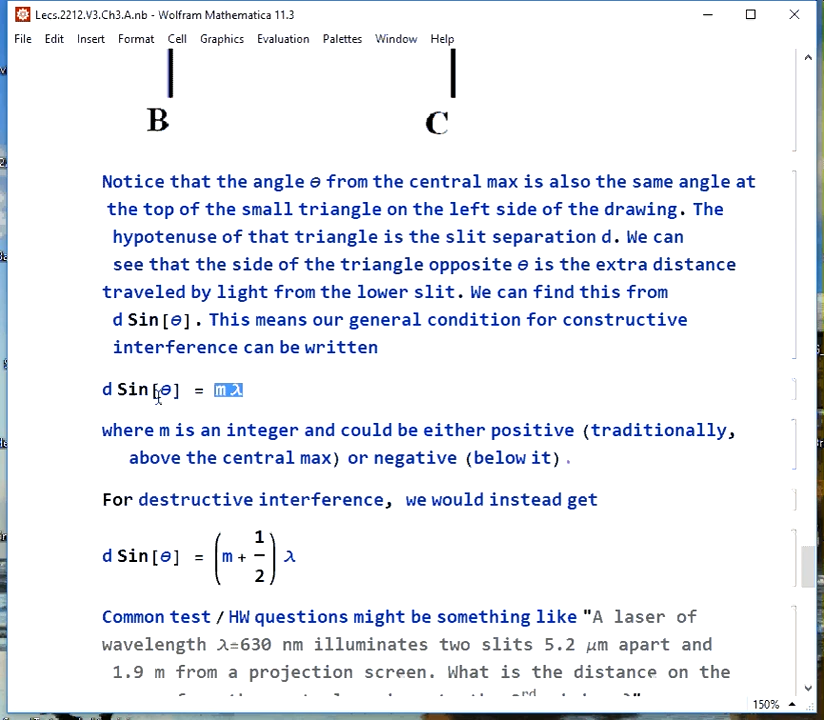 Lecs.2212.V3.Ch3.A.nb - Wolfram Mathematica 11.3
File Edit Insert Format Cell Graphics Evaluation Palettes Window Help
B C
Notice that the angle θ from the central max is also the same angle at
the top of the small triangle on the left side of the drawing. The
hypotenuse of that triangle is the slit separation d. We can
see that the side of the triangle opposite θ is the extra distance
traveled by light from the lower slit. We can find this from
d Sin[θ]. This means our general condition for constructive
interference can be written
d Sin[θ] = m λ
where m is an integer and could be either positive (traditionally,
above the central max) or negative (below it).
For destructive interference, we would instead get
d Sin[θ] = (m + 1/2) λ
Common test / HW questions might be something like "A laser of
wavelength λ=630 nm illuminates two slits 5.2 μm apart and
1.9 m from a projection screen. What is the distance on the
150%